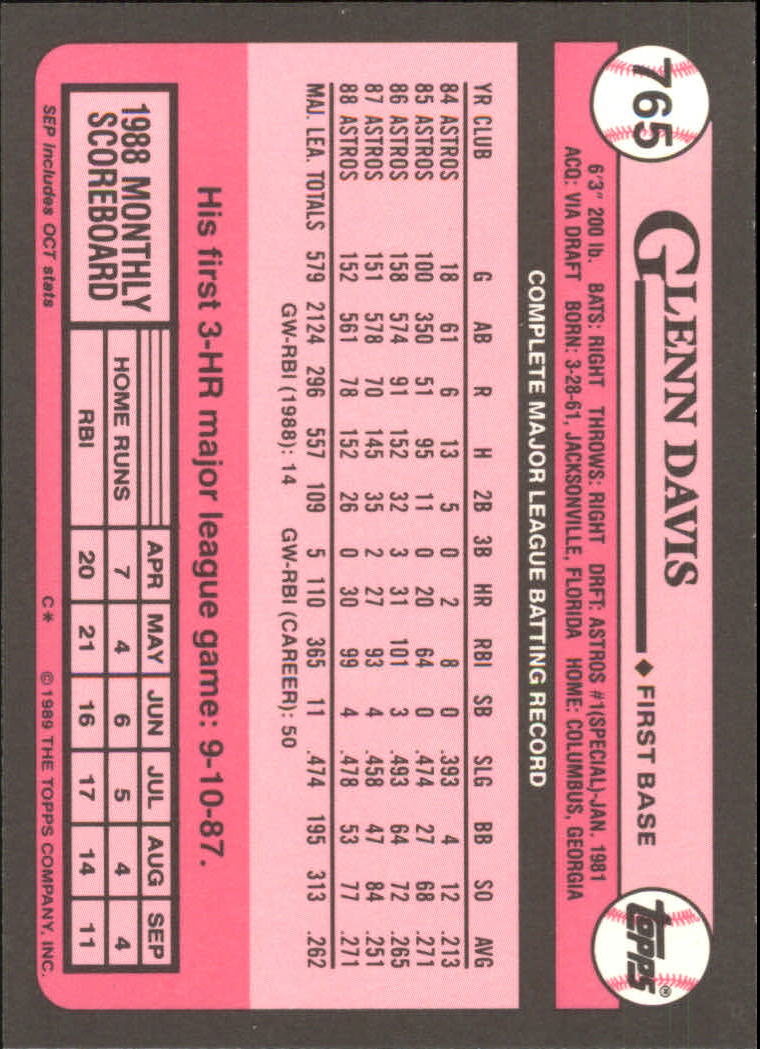 765
GLENN DAVIS
◆ FIRST BASE
topps®
6'3" 200 lb. BATS: RIGHT THROWS: RIGHT DRFT: ASTROS #1(SPECIAL)-JAN. 1981
ACQ: VIA DRAFT BORN: 3-28-61, JACKSONVILLE, FLORIDA HOME: COLUMBUS, GEORGIA
COMPLETE MAJOR LEAGUE BATTING RECORD
YR CLUB G AB R H 2B 3B HR RBI SB SLG BB SO AVG
84 ASTROS 18 61 6 13 5 0 2 8 0 .393 4 12 .213
85 ASTROS 100 350 51 95 11 0 20 64 0 .474 27 68 .271
86 ASTROS 158 574 91 152 32 3 31 101 3 .493 64 72 .265
87 ASTROS 151 578 70 145 35 2 27 93 4 .458 47 84 .251
88 ASTROS 152 561 78 152 26 0 30 99 4 .478 53 77 .271
MAJ. LEA. TOTALS 579 2124 296 557 109 5 110 365 11 .474 195 313 .262
GW-RBI (1988): 14 GW-RBI (CAREER): 50
His first 3-HR major league game: 9-10-87.
1988 MONTHLY
SCOREBOARD
APR MAY JUN JUL AUG SEP
HOME RUNS 7 4 6 5 4 4
RBI 20 21 16 17 14 11
SEP Includes OCT stats
C* ©1989 THE TOPPS COMPANY, INC.